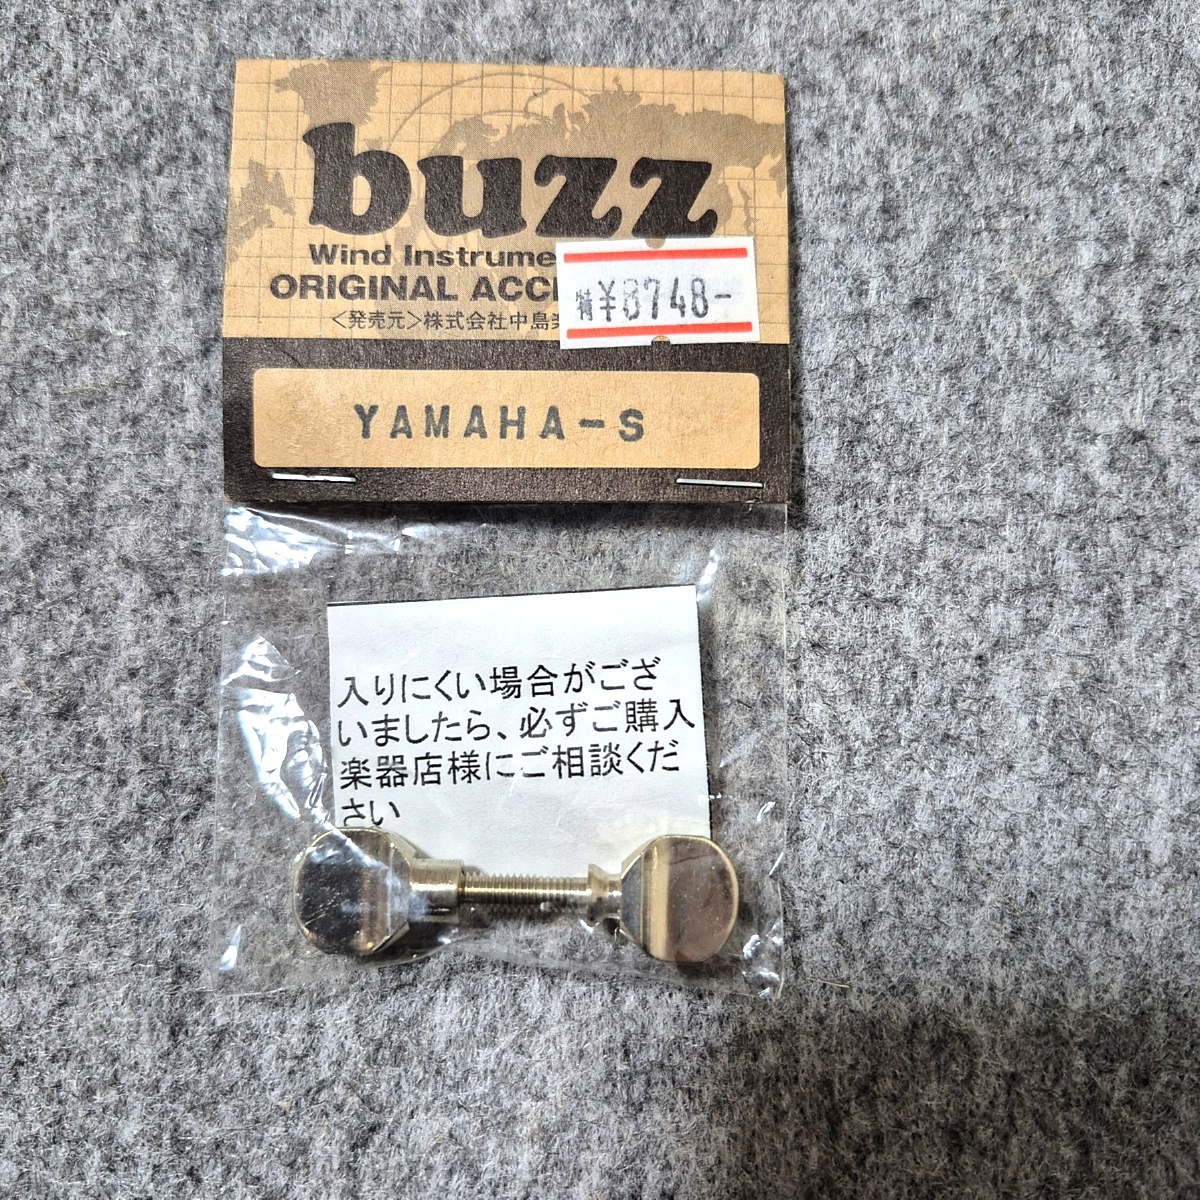 buzz
Wind Instrume
ORIGINAL ACC
<発売元>株式会社中島
特¥8748-
YAMAHA-S
入りにくい場合がござ
いましたら、必ずご購入
楽器店様にご相談くだ
さい